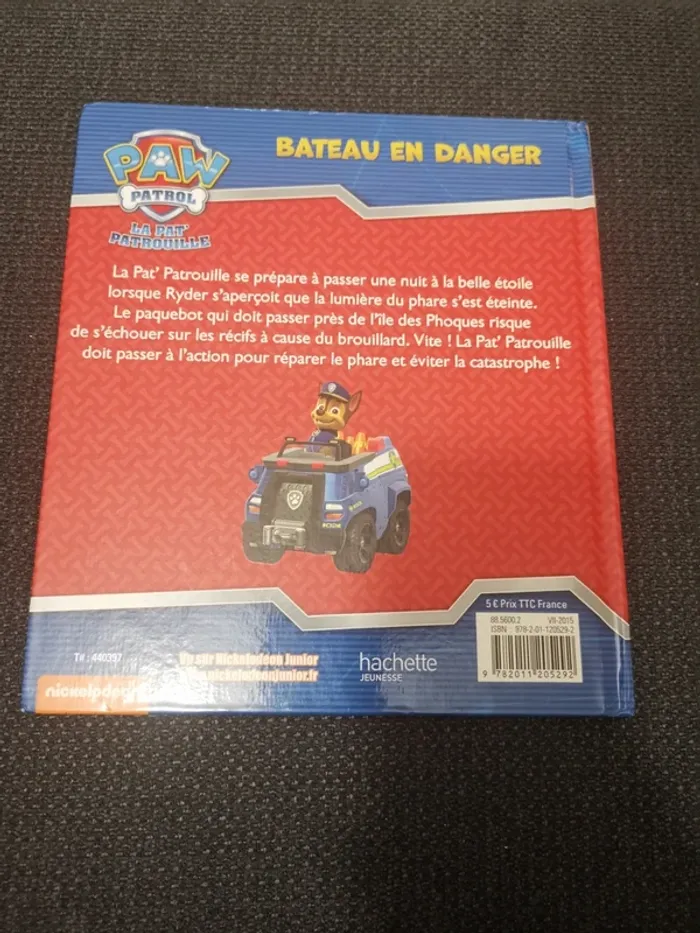 BATEAU EN DANGER
PAW
PATROL
LA PAT'
PATROUILLE
La Pat' Patrouille se prépare à passer une nuit à la belle étoile
lorsque Ryder s'aperçoit que la lumière du phare s'est éteinte.
Le paquebot qui doit passer près de l'île des Phoques risque
de s'échouer sur les récifs à cause du brouillard. Vite ! La Pat' Patrouille
doit passer à l'action pour réparer le phare et éviter la catastrophe !
5 € Prix TTC France
88.5600.2 VII-2015
ISBN 978-2-01-120529-2
9 782011 205292
T# : 440397
Vu sur Nickelodeon Junior
.nickelodeonjunior.fr
hachette
JEUNESSE
nickelodeon